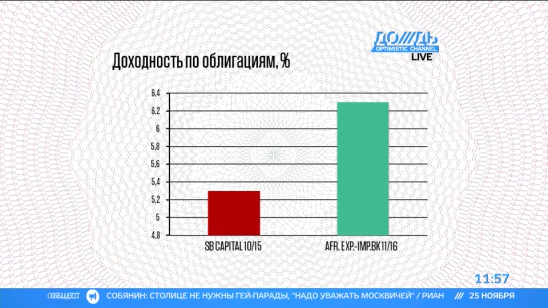 ДОЖДЬ
OPTIMISTIC CHANNEL
LIVE
Доходность по облигациям, %
6,4
6,2
6
5,8
5,6
5,4
5,2
5
4,8
SB CAPITAL 10/15
AFR. EXP.-IMP.BK 11/16
11:57
СОБЯНИН: СТОЛИЦЕ НЕ НУЖНЫ ГЕЙ-ПАРАДЫ, "НАДО УВАЖАТЬ МОСКВИЧЕЙ" / РИАН /// 25 НОЯБРЯ